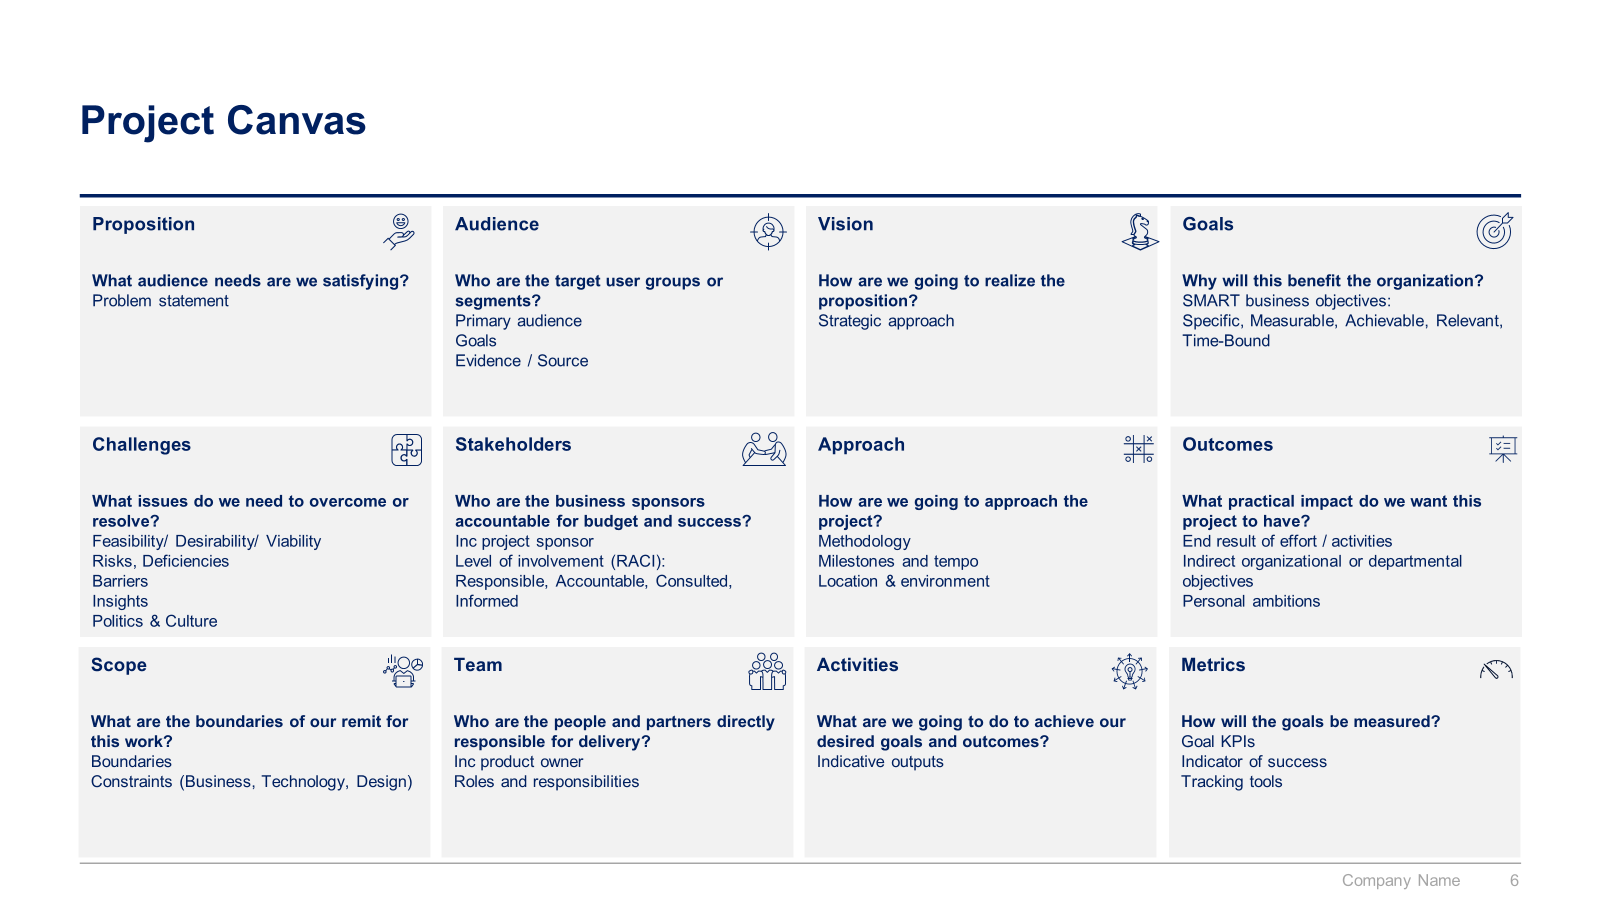 Project Canvas
Proposition
What audience needs are we satisfying?
Problem statement
Audience
Who are the target user groups or
segments?
Primary audience
Goals
Evidence / Source
Vision
How are we going to realize the
proposition?
Strategic approach
Goals
Why will this benefit the organization?
SMART business objectives:
Specific, Measurable, Achievable, Relevant,
Time-Bound
Challenges
What issues do we need to overcome or
resolve?
Feasibility/ Desirability/ Viability
Risks, Deficiencies
Barriers
Insights
Politics & Culture
Stakeholders
Who are the business sponsors
accountable for budget and success?
Inc project sponsor
Level of involvement (RACI):
Responsible, Accountable, Consulted,
Informed
Approach
How are we going to approach the
project?
Methodology
Milestones and tempo
Location & environment
Outcomes
What practical impact do we want this
project to have?
End result of effort / activities
Indirect organizational or departmental
objectives
Personal ambitions
Scope
What are the boundaries of our remit for
this work?
Boundaries
Constraints (Business, Technology, Design)
Team
Who are the people and partners directly
responsible for delivery?
Inc product owner
Roles and responsibilities
Activities
What are we going to do to achieve our
desired goals and outcomes?
Indicative outputs
Metrics
How will the goals be measured?
Goal KPIs
Indicator of success
Tracking tools
Company Name 6